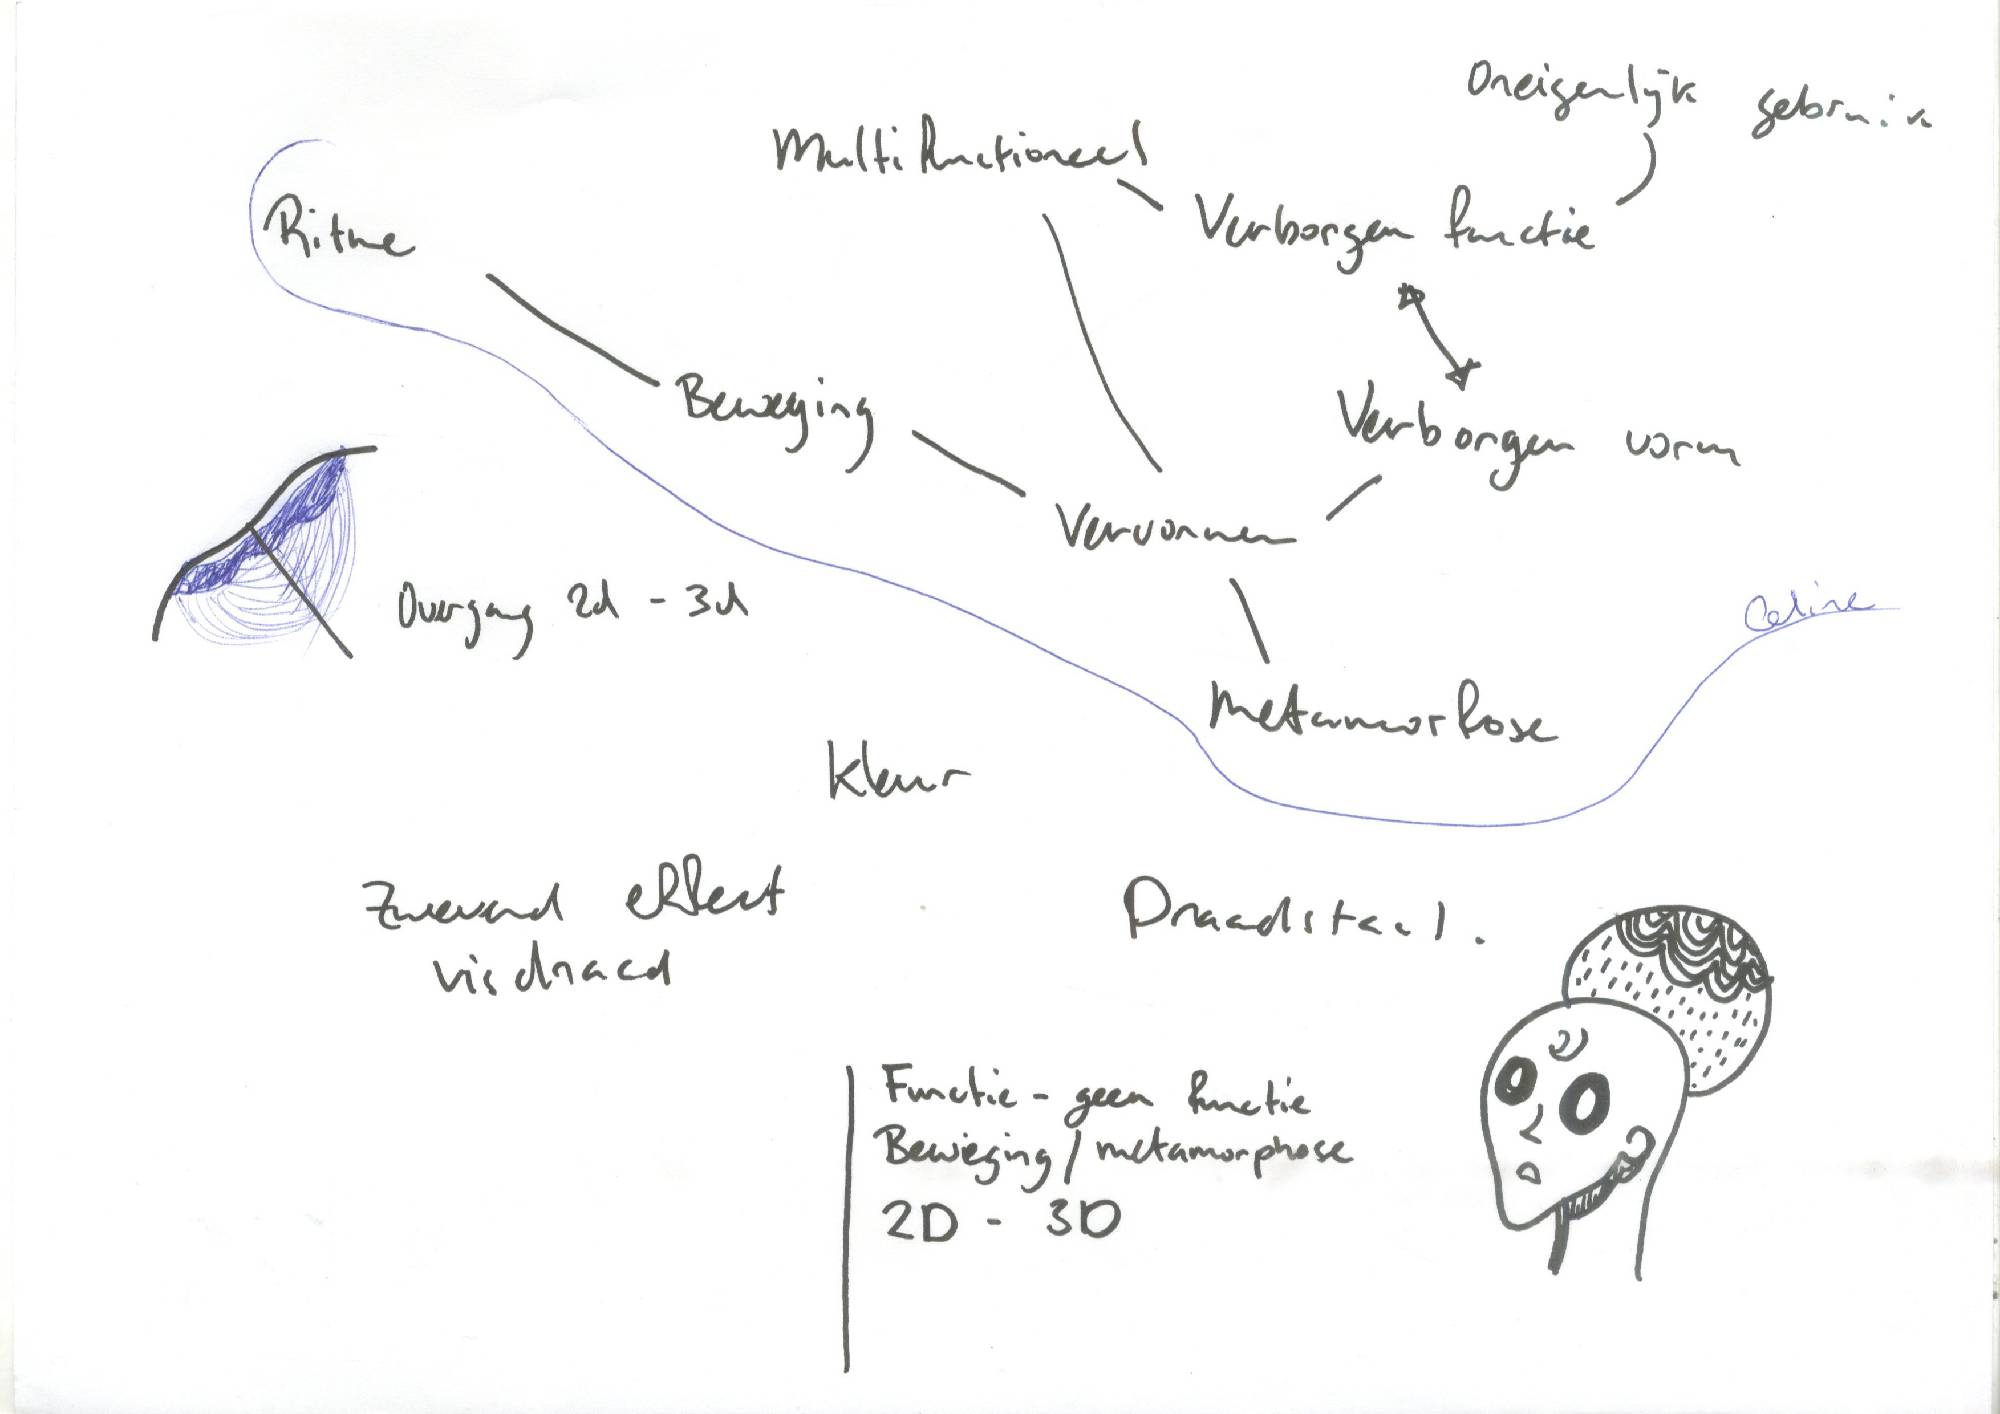 Oneigenlijk gebruik
Multifunctioneel
Verborgen functie
Ritme
Beweging
Verborgen vorm
Vervormen
Overgang 2d - 3d
Celine
Metamorfose
Kleur
Zwevend effect
visdraad
Draadstaal.
Functie - geen functie
Beweging / metamorphose
2D - 3D